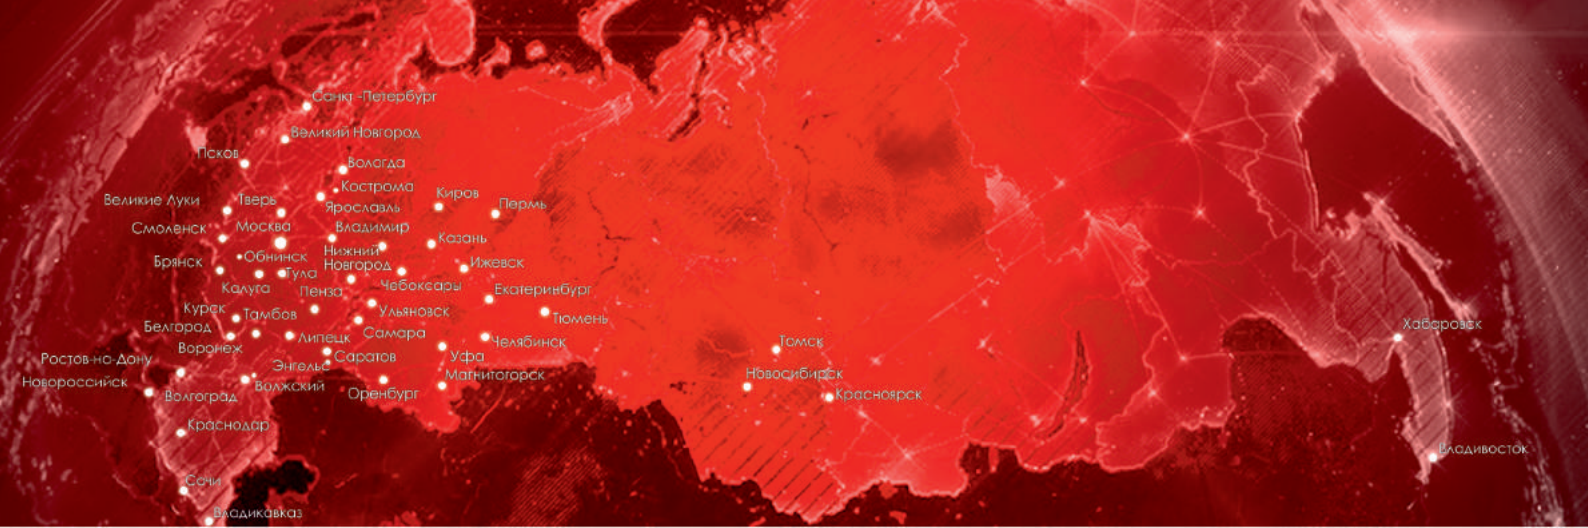 Санкт -Петербург
Великий Новгород
Псков
Вологда
Кострома
Киров
Великие Луки
Тверь
Ярославль
Пермь
Смоленск
Москва
Владимир
Казань
Нижний
Новгород
Обнинск
Брянск
Тула
Ижевск
Калуга
Пенза
Чебоксары
Екатеринбург
Курск
Тамбов
Ульяновск
Тюмень
Белгород
Самара
Липецк
Челябинск
Воронеж
Томск
Хабаровск
Ростов-на-Дону
Энгельс
Саратов
Уфа
Новороссийск
Волжский
Магнитогорск
Новосибирск
Волгоград
Оренбург
Красноярск
Краснодар
Владивосток
Сочи
Владикавказ